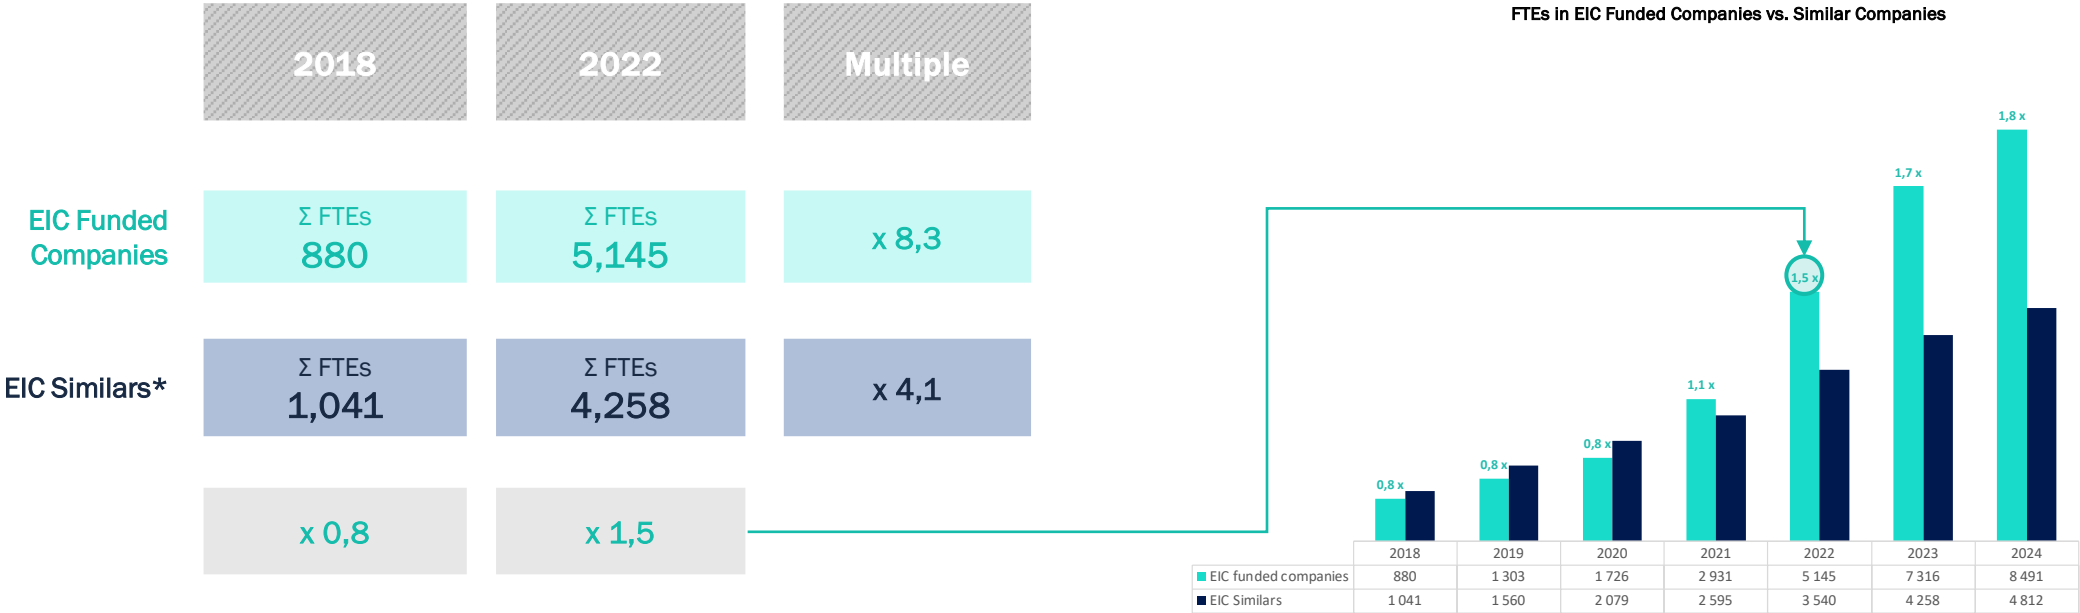 2018 2022 Multiple
EIC Funded
Companies
Σ FTEs
880
Σ FTEs
5,145
x 8,3
EIC Similars*
Σ FTEs
1,041
Σ FTEs
4,258
x 4,1
x 0,8
x 1,5
FTEs in EIC Funded Companies vs. Similar Companies
0,8 x
0,8 x
0,8 x
1,1 x
1,5 x
1,7 x
1,8 x
2018 2019 2020 2021 2022 2023 2024
EIC funded companies 880 1 303 1 726 2 931 5 145 7 316 8 491
EIC Similars 1 041 1 560 2 079 2 595 3 540 4 258 4 812